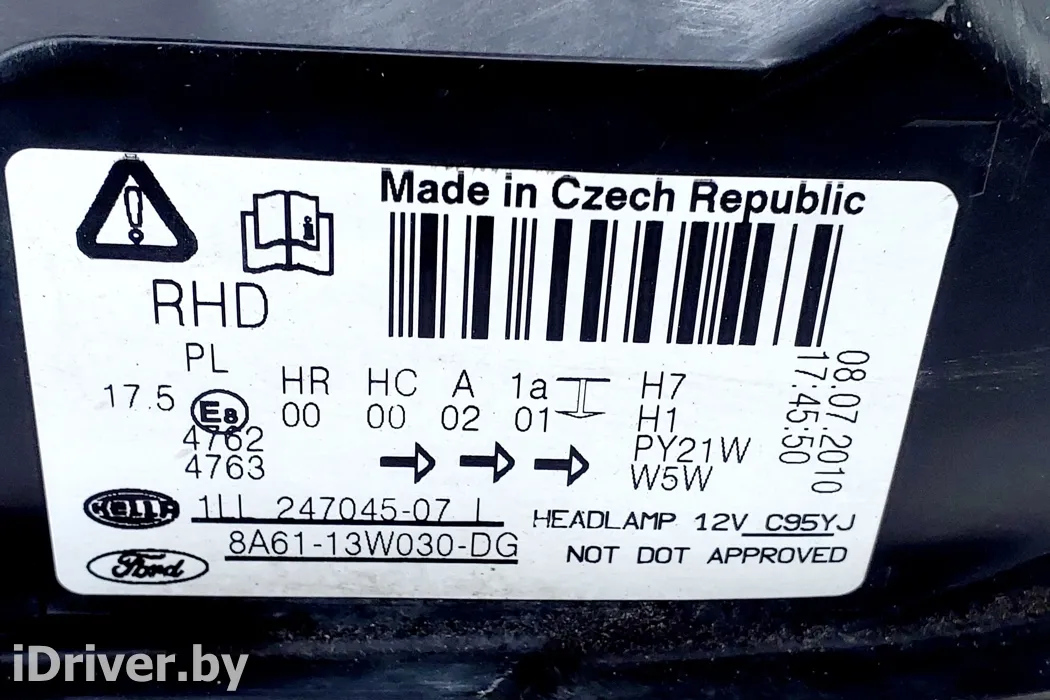 Made in Czech Republic
RHD
PL
17.5
E8
4762
4763
HR HC A 1a
00 00 02 01
H7
H1
PY21W
W5W
08.07.2010
17:45:50
HELLA 1LL 247045-07 L
HEADLAMP 12V C95YJ
Ford 8A61-13W030-DG
NOT DOT APPROVED
iDriver.by